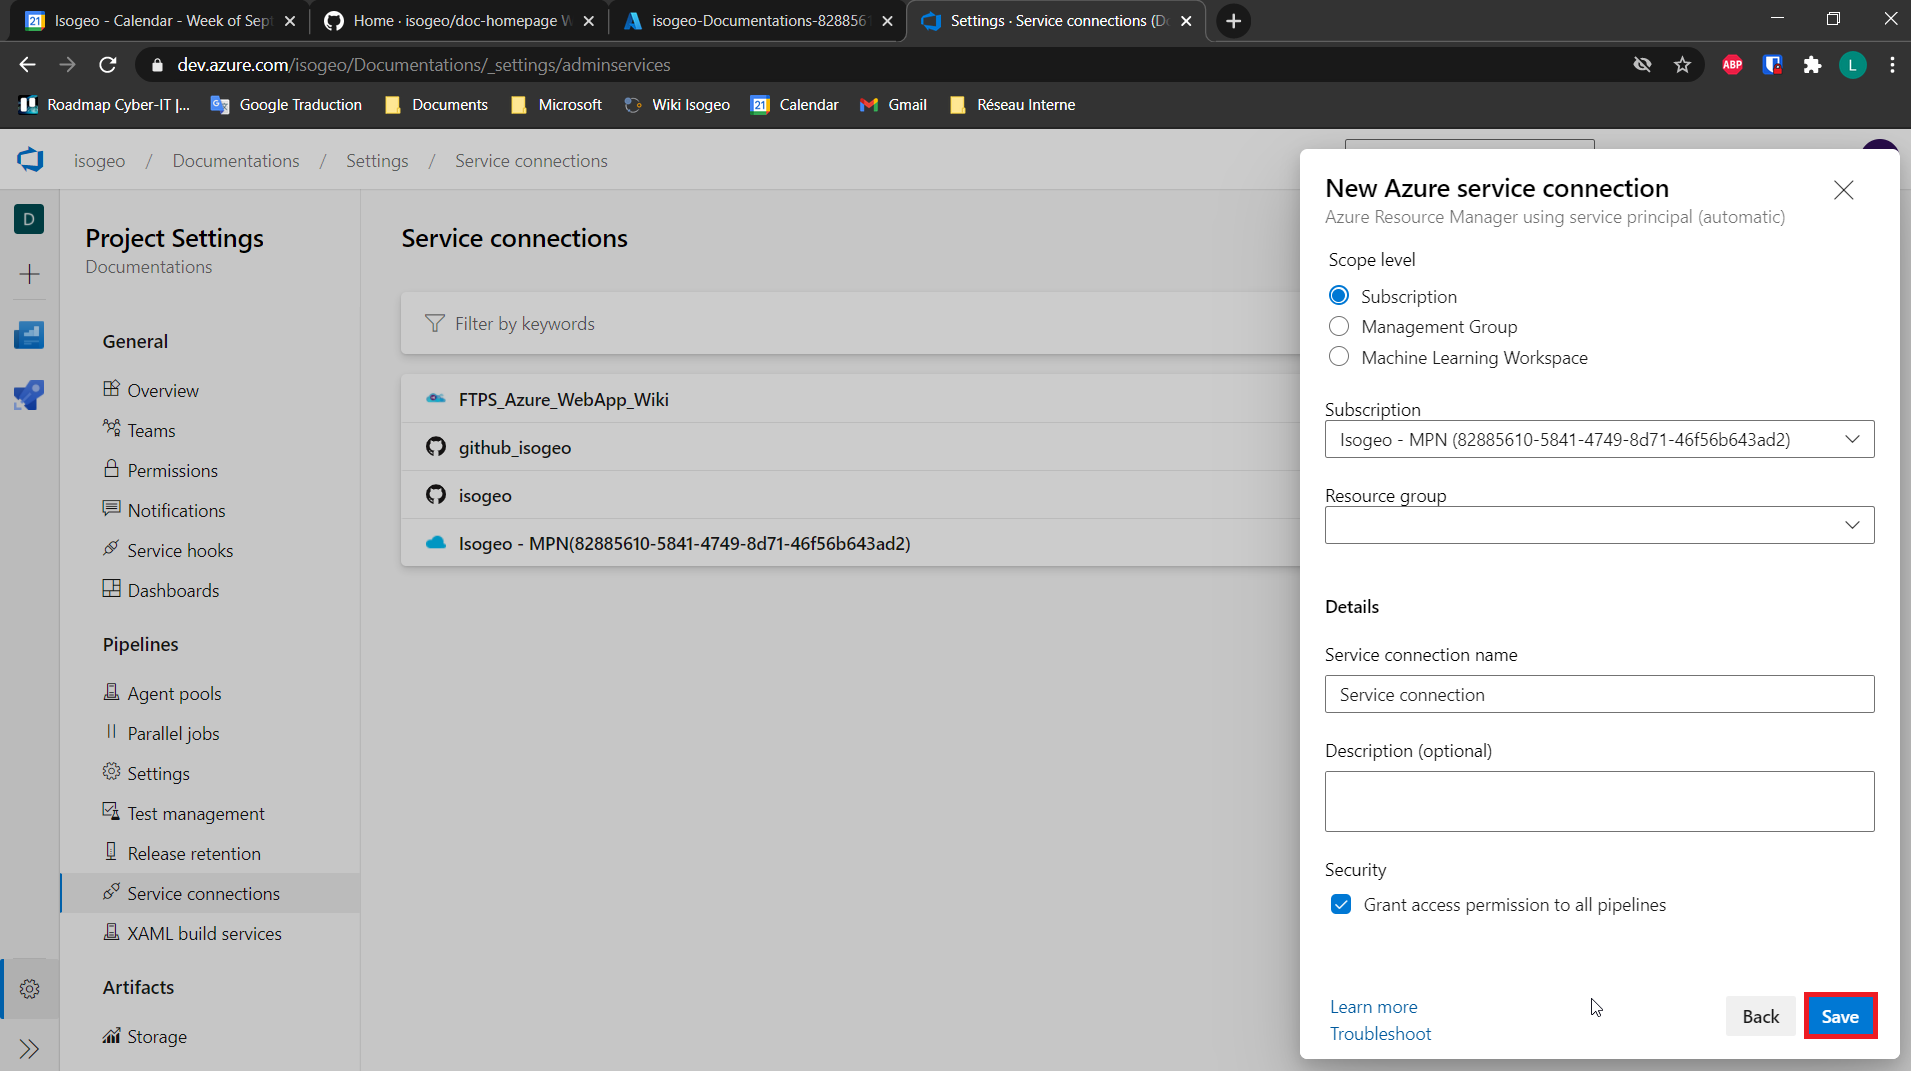 Isogeo - Calendar - Week of Sept
Home · isogeo/doc-homepage W
isogeo-Documentations-8288561
Settings · Service connections (Do
dev.azure.com/isogeo/Documentations/_settings/adminservices
ABP
L
Roadmap Cyber-IT |...
Google Traduction
Documents
Microsoft
Wiki Isogeo
Calendar
Gmail
Réseau Interne
isogeo / Documentations / Settings / Service connections
D
Project Settings
Documentations
General
Overview
Teams
Permissions
Notifications
Service hooks
Dashboards
Pipelines
Agent pools
Parallel jobs
Settings
Test management
Release retention
Service connections
XAML build services
Artifacts
Storage
Service connections
Filter by keywords
FTPS_Azure_WebApp_Wiki
github_isogeo
isogeo
Isogeo - MPN(82885610-5841-4749-8d71-46f56b643ad2)
New Azure service connection
Azure Resource Manager using service principal (automatic)
Scope level
Subscription
Management Group
Machine Learning Workspace
Subscription
Isogeo - MPN (82885610-5841-4749-8d71-46f56b643ad2)
Resource group
Details
Service connection name
Service connection
Description (optional)
Security
Grant access permission to all pipelines
Learn more
Troubleshoot
Back
Save